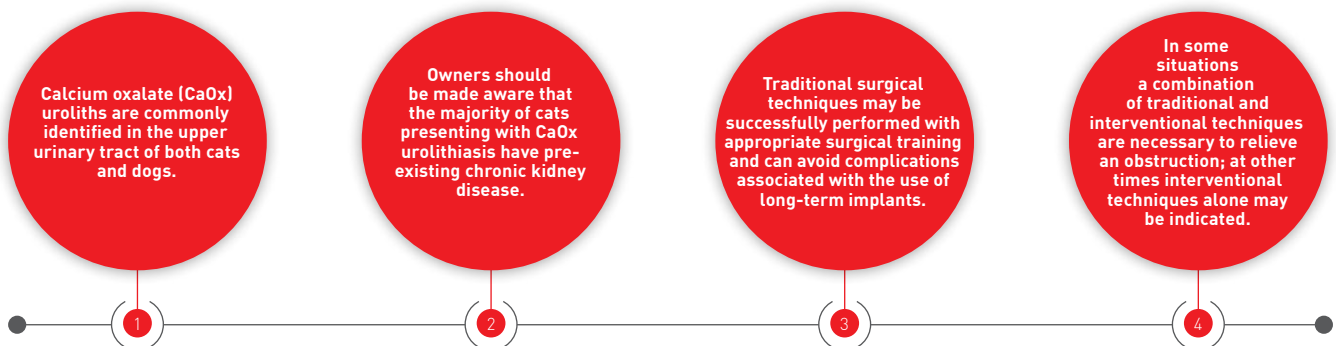 Calcium oxalate (CaOx)
uroliths are commonly
identified in the upper
urinary tract of both cats
and dogs.
Owners should
be made aware that
the majority of cats
presenting with CaOx
urolithiasis have pre-
existing chronic kidney
disease.
Traditional surgical
techniques may be
successfully performed with
appropriate surgical training
and can avoid complications
associated with the use of
long-term implants.
In some
situations
a combination
of traditional and
interventional techniques
are necessary to relieve
an obstruction; at other
times interventional
techniques alone may
be indicated.
1
2
3
4